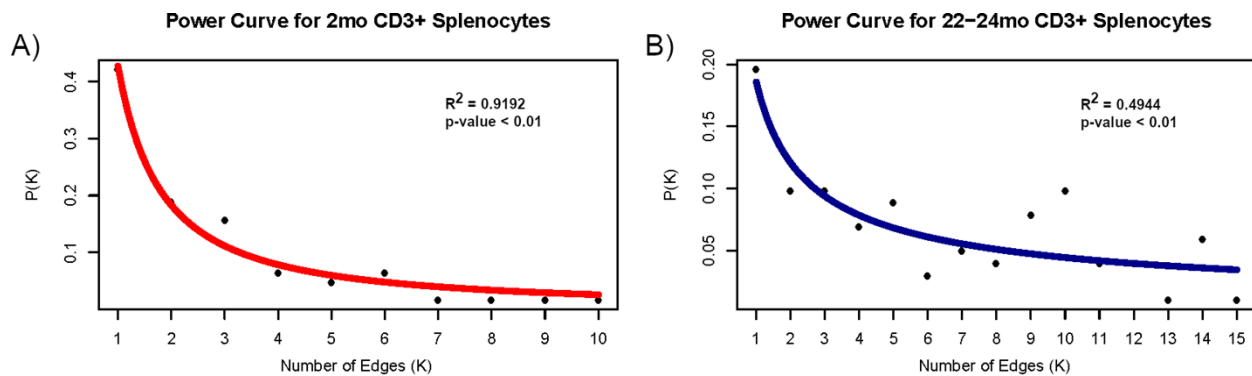 A)
Power Curve for 2mo CD3+ Splenocytes
P(K)
0.4
0.3
0.2
0.1
R² = 0.9192
p-value < 0.01
1 2 3 4 5 6 7 8 9 10
Number of Edges (K)
B)
Power Curve for 22−24mo CD3+ Splenocytes
P(K)
0.20
0.15
0.10
0.05
R² = 0.4944
p-value < 0.01
1 2 3 4 5 6 7 8 9 10 11 12 13 14 15
Number of Edges (K)